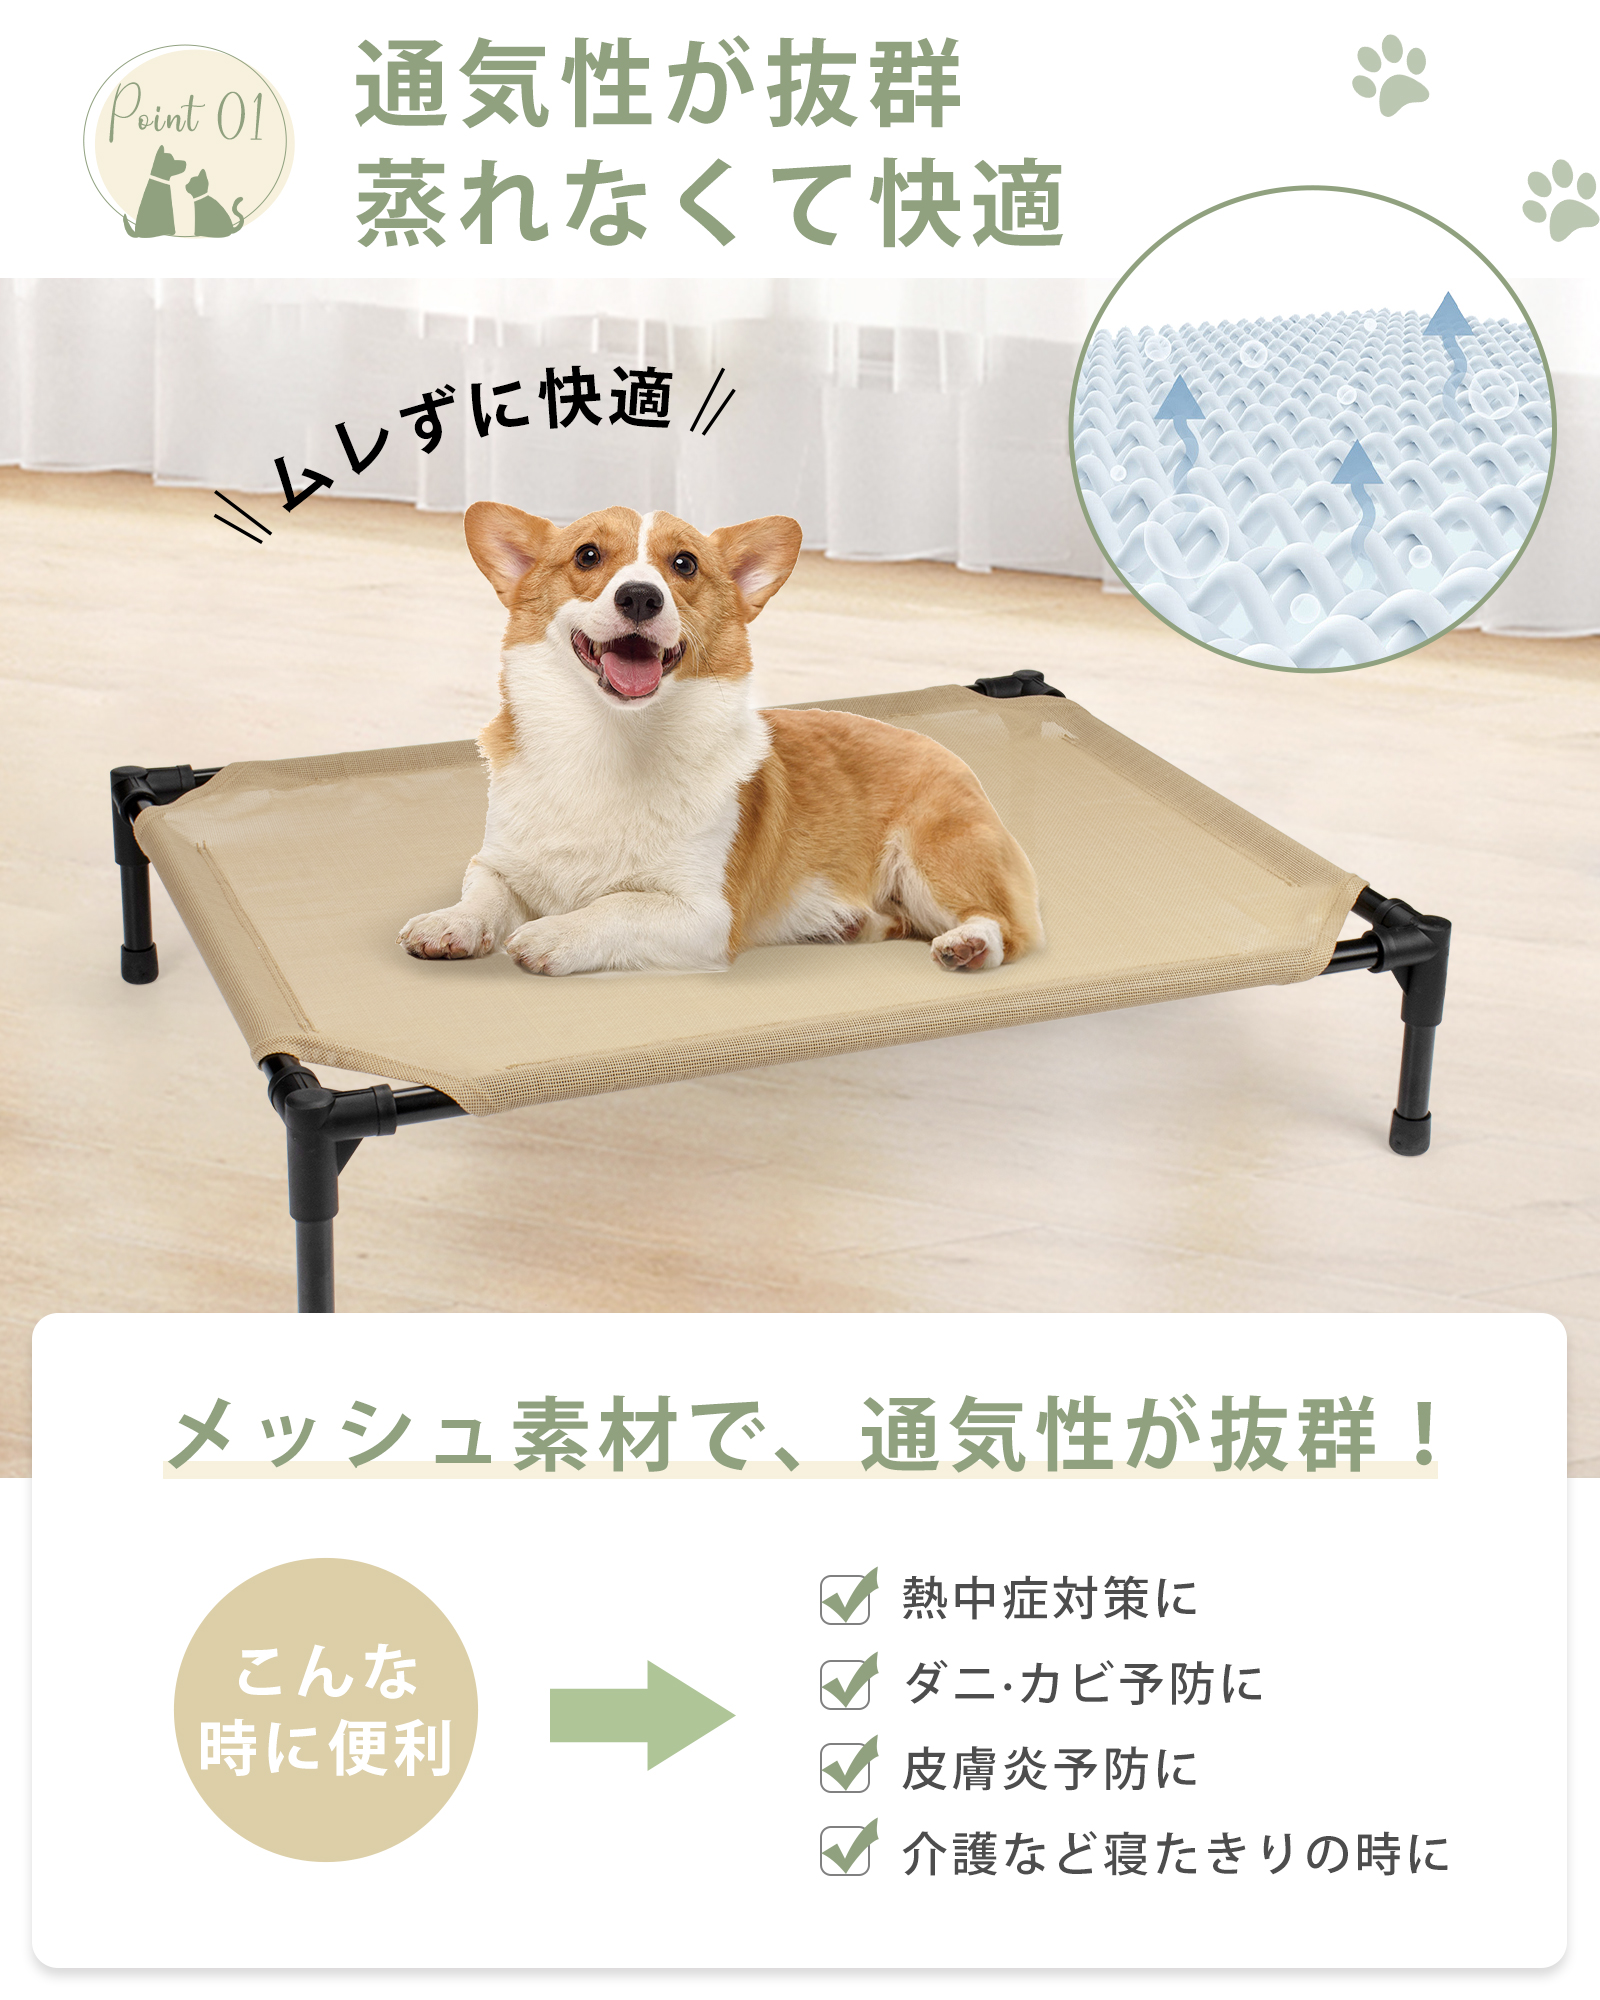 Point 01
通気性が抜群
蒸れなくて快適
ムレずに快適
メッシュ素材で、通気性が抜群！
こんな
時に便利
熱中症対策に
ダニ·カビ予防に
皮膚炎予防に
介護など寝たきりの時に